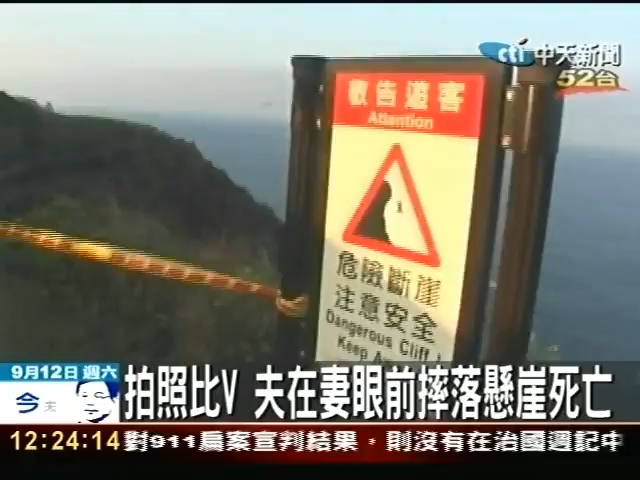 cti 中天新聞
52台
敬告遊客
Attention
危險斷崖
注意安全
Dangerous Cliff !
Keep
9月12日 週六
今
拍照比V 夫在妻眼前摔落懸崖死亡
12:24:14 對911扁案宣判結果，則沒有在治國週記中